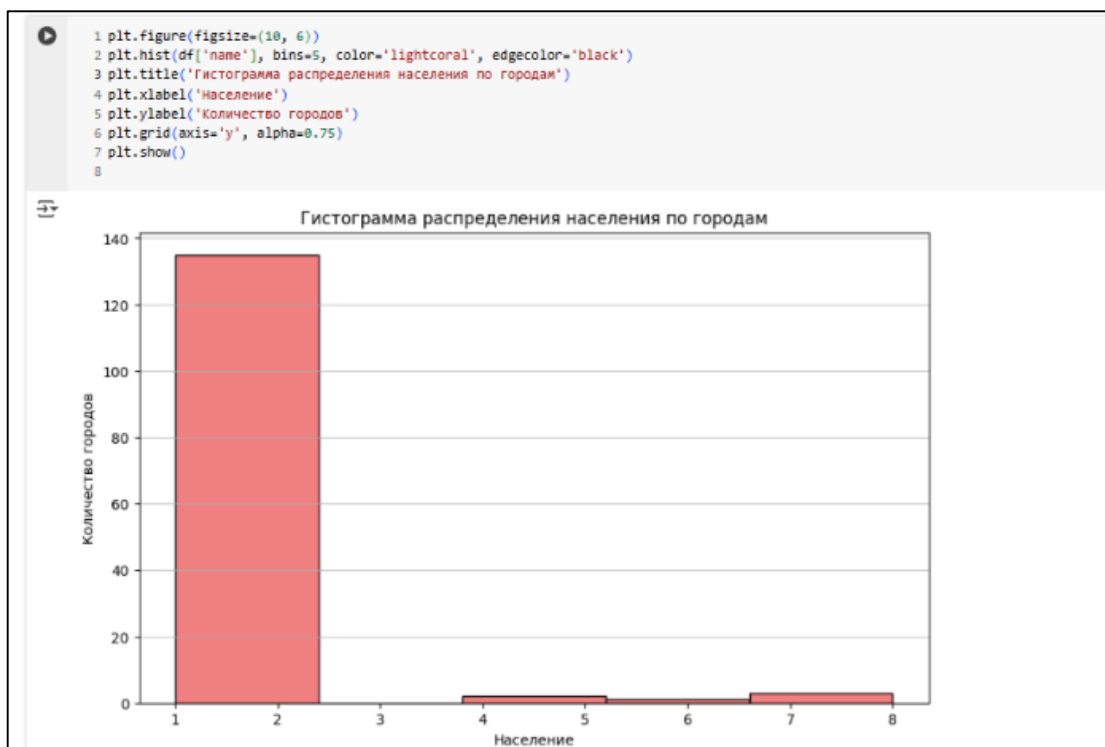 1 plt.figure(figsize=(10, 6))
2 plt.hist(df['name'], bins=5, color='lightcoral', edgecolor='black')
3 plt.title('Гистограмма распределения населения по городам')
4 plt.xlabel('Население')
5 plt.ylabel('Количество городов')
6 plt.grid(axis='y', alpha=0.75)
7 plt.show()
8
Гистограмма распределения населения по городам
140
120
100
80
60
40
20
0
Количество городов
1 2 3 4 5 6 7 8
Население